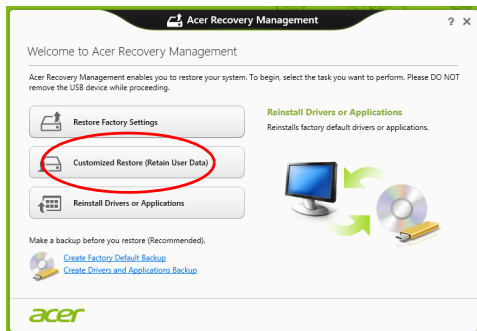 Acer Recovery Management
Welcome to Acer Recovery Management
Acer Recovery Management enables you to restore your system. To begin, select the task you want to perform. Please DO NOT
remove the USB device while proceeding.
Restore Factory Settings
Customized Restore (Retain User Data)
Reinstall Drivers or Applications
Reinstall Drivers or Applications
Reinstalls factory default drivers or applications.
Make a backup before you restore (Recommended).
Create Factory Default Backup
Create Drivers and Applications Backup
acer